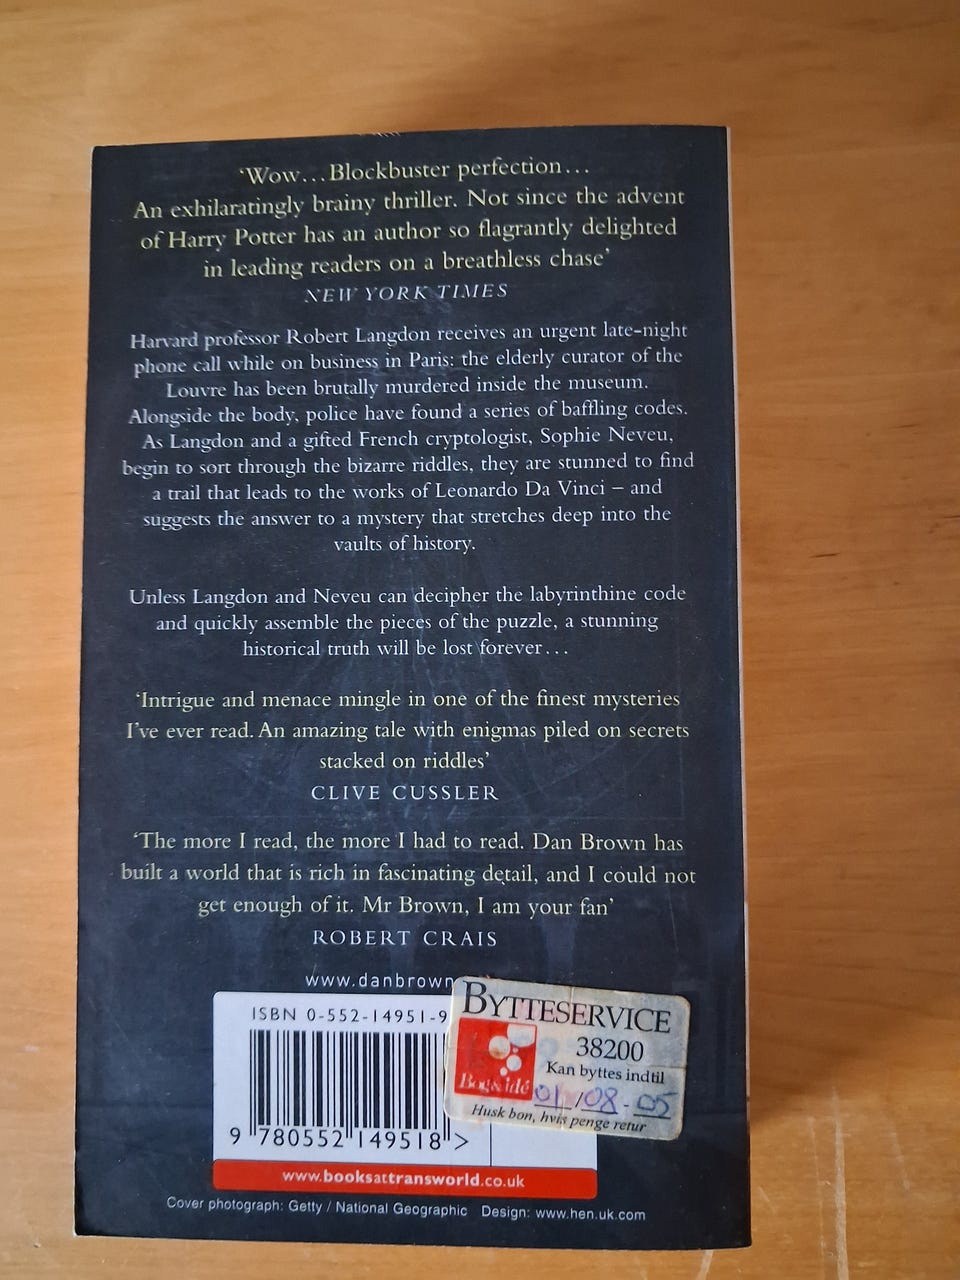 ‘Wow...Blockbuster perfection...
An exhilaratingly brainy thriller. Not since the advent
of Harry Potter has an author so flagrantly delighted
in leading readers on a breathless chase’
NEW YORK TIMES
Harvard professor Robert Langdon receives an urgent late-night
phone call while on business in Paris: the elderly curator of the
Louvre has been brutally murdered inside the museum.
Alongside the body, police have found a series of baffling codes.
As Langdon and a gifted French cryptologist, Sophie Neveu,
begin to sort through the bizarre riddles, they are stunned to find
a trail that leads to the works of Leonardo Da Vinci – and
suggests the answer to a mystery that stretches deep into the
vaults of history.
Unless Langdon and Neveu can decipher the labyrinthine code
and quickly assemble the pieces of the puzzle, a stunning
historical truth will be lost forever...
‘Intrigue and menace mingle in one of the finest mysteries
I’ve ever read. An amazing tale with enigmas piled on secrets
stacked on riddles’
CLIVE CUSSLER
‘The more I read, the more I had to read. Dan Brown has
built a world that is rich in fascinating detail, and I could not
get enough of it. Mr Brown, I am your fan’
ROBERT CRAIS
www.danbrown
ISBN 0-552-14951-9
9 780552 149518 >
BYTTESERVICE
38200
Kan byttes indtil
Bog&idé
01/08-05
Husk bon, hvis penge retur
www.booksattransworld.co.uk
Cover photograph: Getty / National Geographic Design: www.hen.uk.com